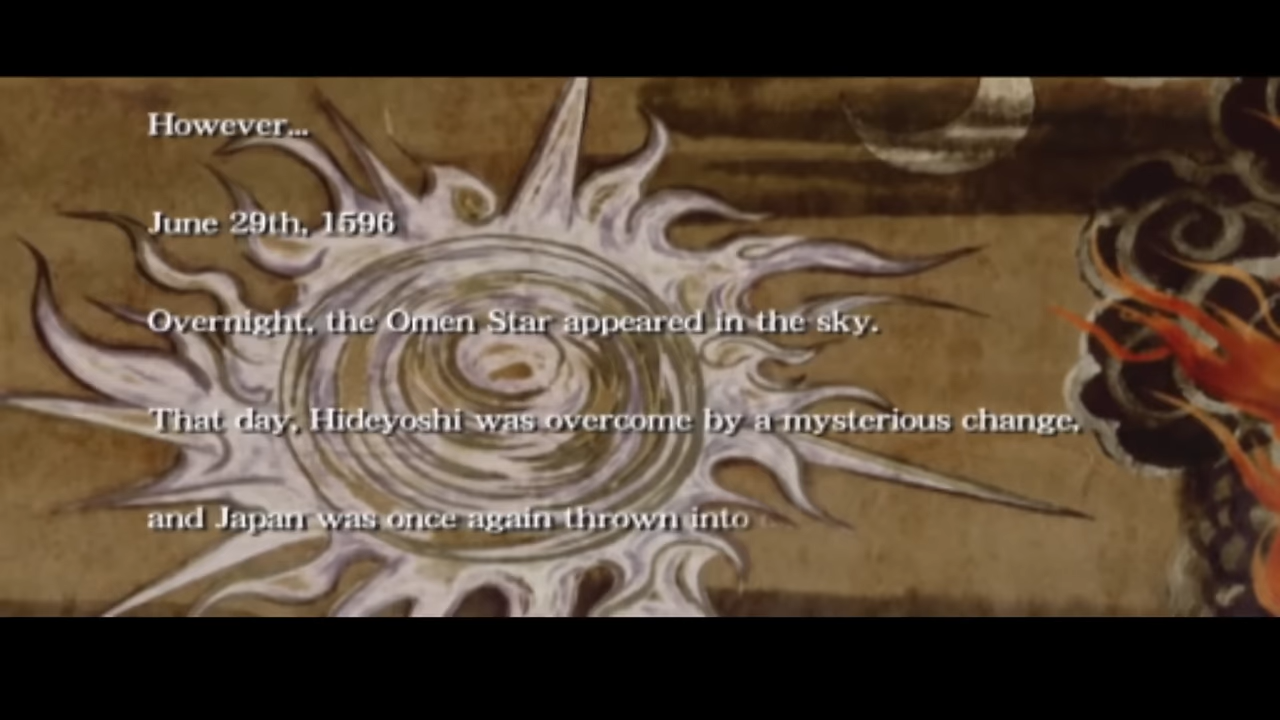 However...
June 29th, 1596
Overnight, the Omen Star appeared in the sky.
That day, Hideyoshi was overcome by a mysterious change,
and Japan was once again thrown into